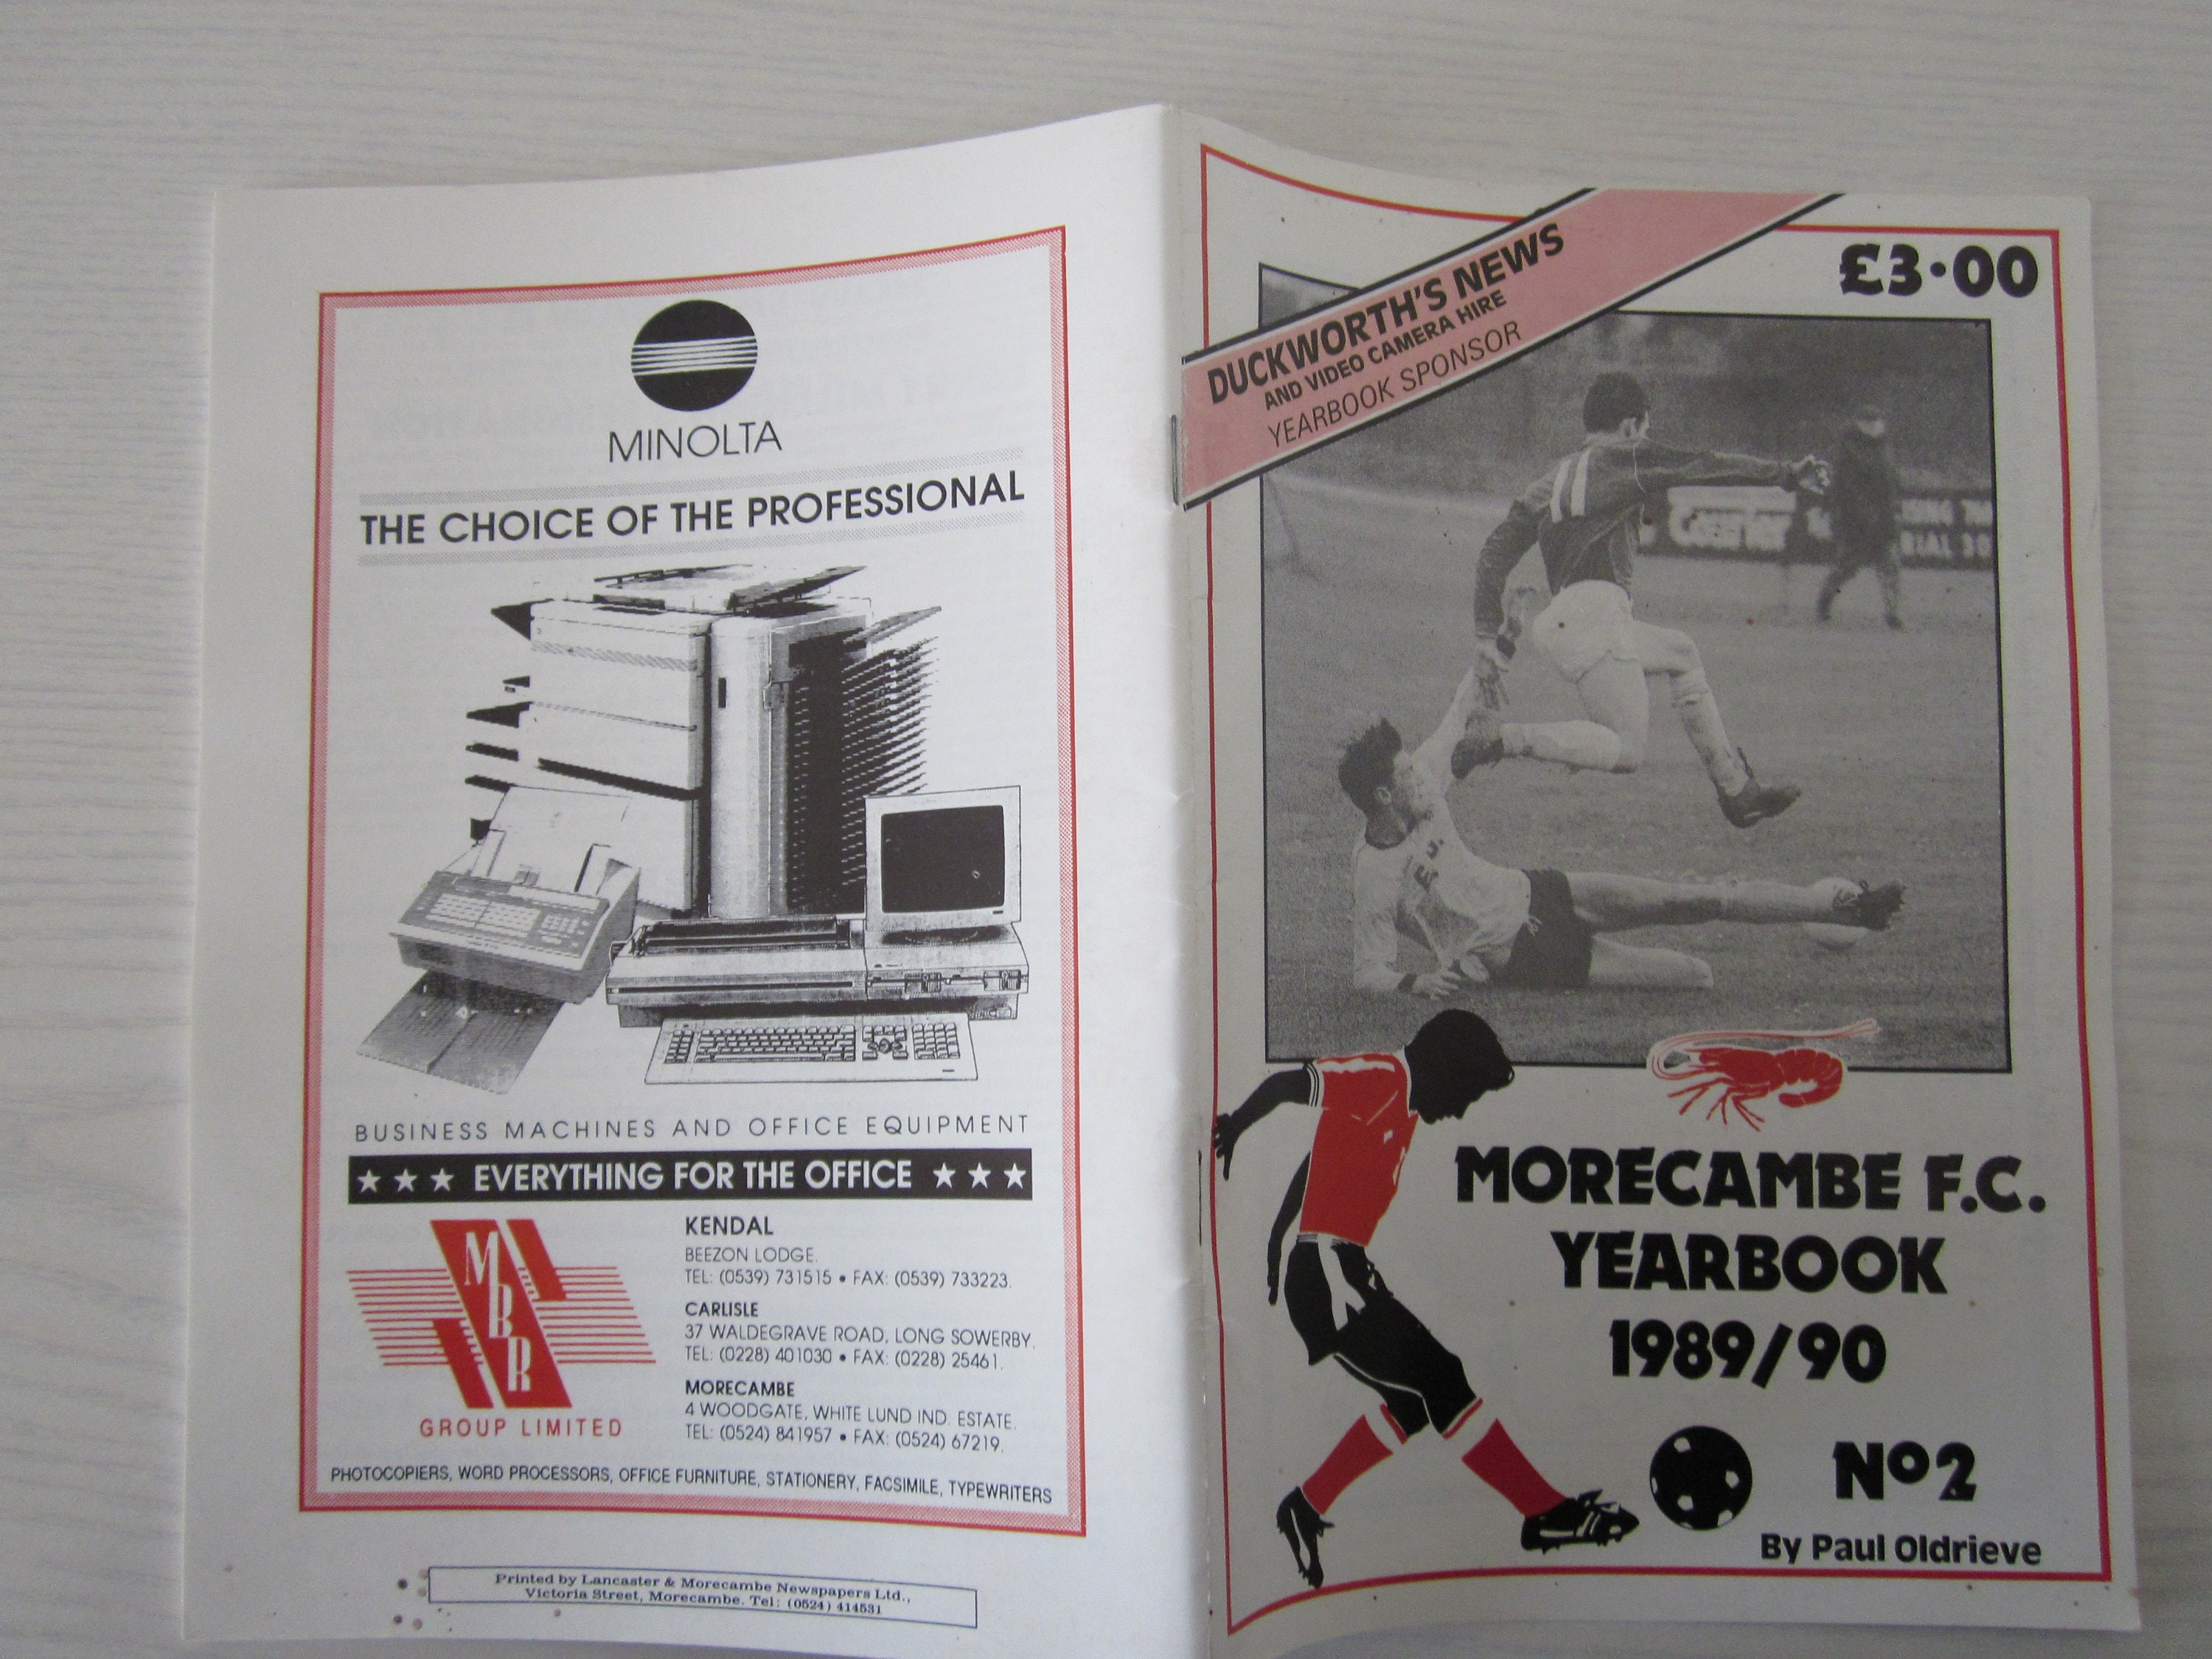 MINOLTA
THE CHOICE OF THE PROFESSIONAL
BUSINESS MACHINES AND OFFICE EQUIPMENT
★ ★ ★ EVERYTHING FOR THE OFFICE ★ ★ ★
MBR
GROUP LIMITED
KENDAL
BEEZON LODGE.
TEL: (0539) 731515 • FAX: (0539) 733223.
CARLISLE
37 WALDEGRAVE ROAD, LONG SOWERBY.
TEL: (0228) 401030 • FAX: (0228) 25461.
MORECAMBE
4 WOODGATE, WHITE LUND IND. ESTATE.
TEL: (0524) 841957 • FAX: (0524) 67219.
PHOTOCOPIERS, WORD PROCESSORS, OFFICE FURNITURE, STATIONERY, FACSIMILE, TYPEWRITERS
Printed by Lancaster & Morecambe Newspapers Ltd.,
Victoria Street, Morecambe. Tel: (0524) 414531
DUCKWORTH'S NEWS
AND VIDEO CAMERA HIRE
YEARBOOK SPONSOR
£3·00
MORECAMBE F.C.
YEARBOOK
1989/90
Nº2
By Paul Oldrieve